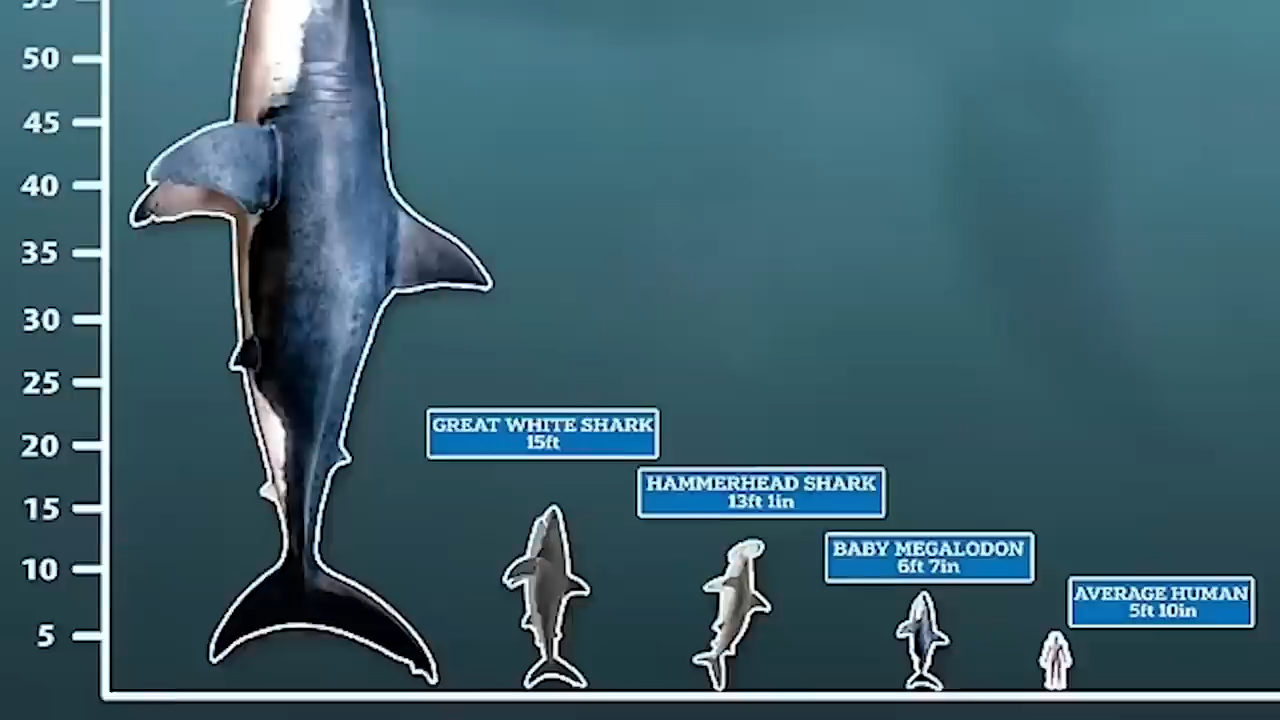 50
45
40
35
30
25
20
15
10
5
GREAT WHITE SHARK
15ft
HAMMERHEAD SHARK
13ft 1in
BABY MEGALODON
6ft 7in
AVERAGE HUMAN
5ft 10in